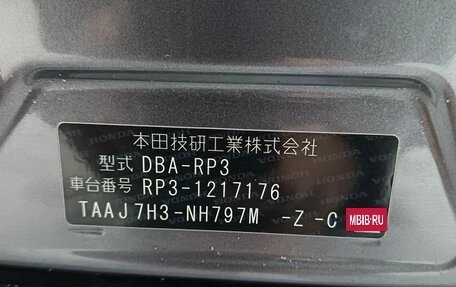 本田技研工業株式会社
型式 DBA-RP3
車台番号 RP3-1217176
TAAJ7H3-NH797M -Z -C
MBIB.RU